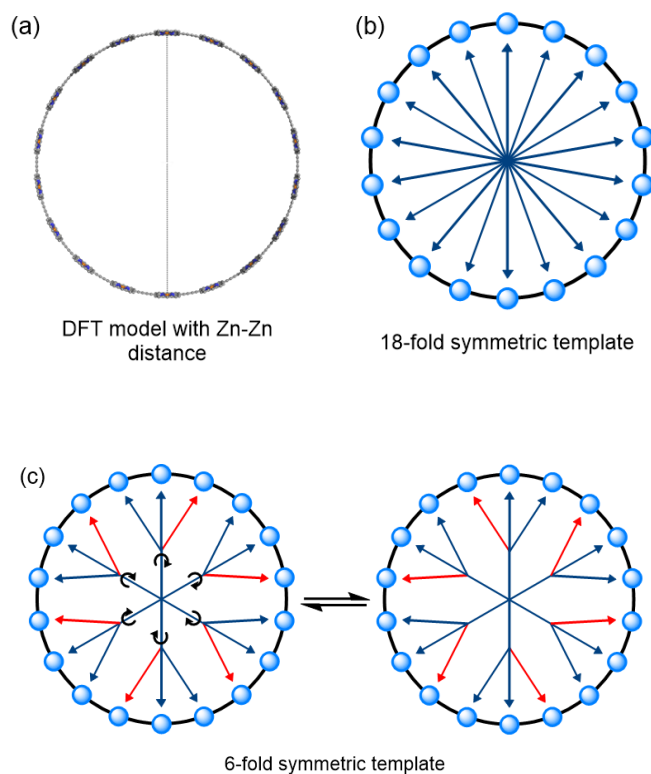 (a)
(b)
DFT model with Zn-Zn
distance
18-fold symmetric template
(c)
6-fold symmetric template